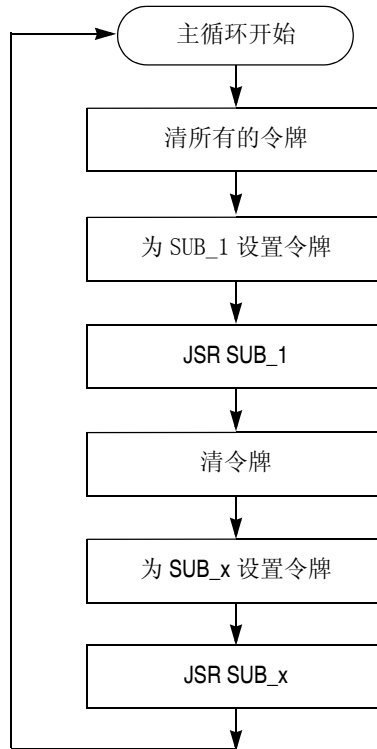 主循环开始
清所有的令牌
为 SUB_1 设置令牌
JSR SUB_1
清令牌
为 SUB_x 设置令牌
JSR SUB_x